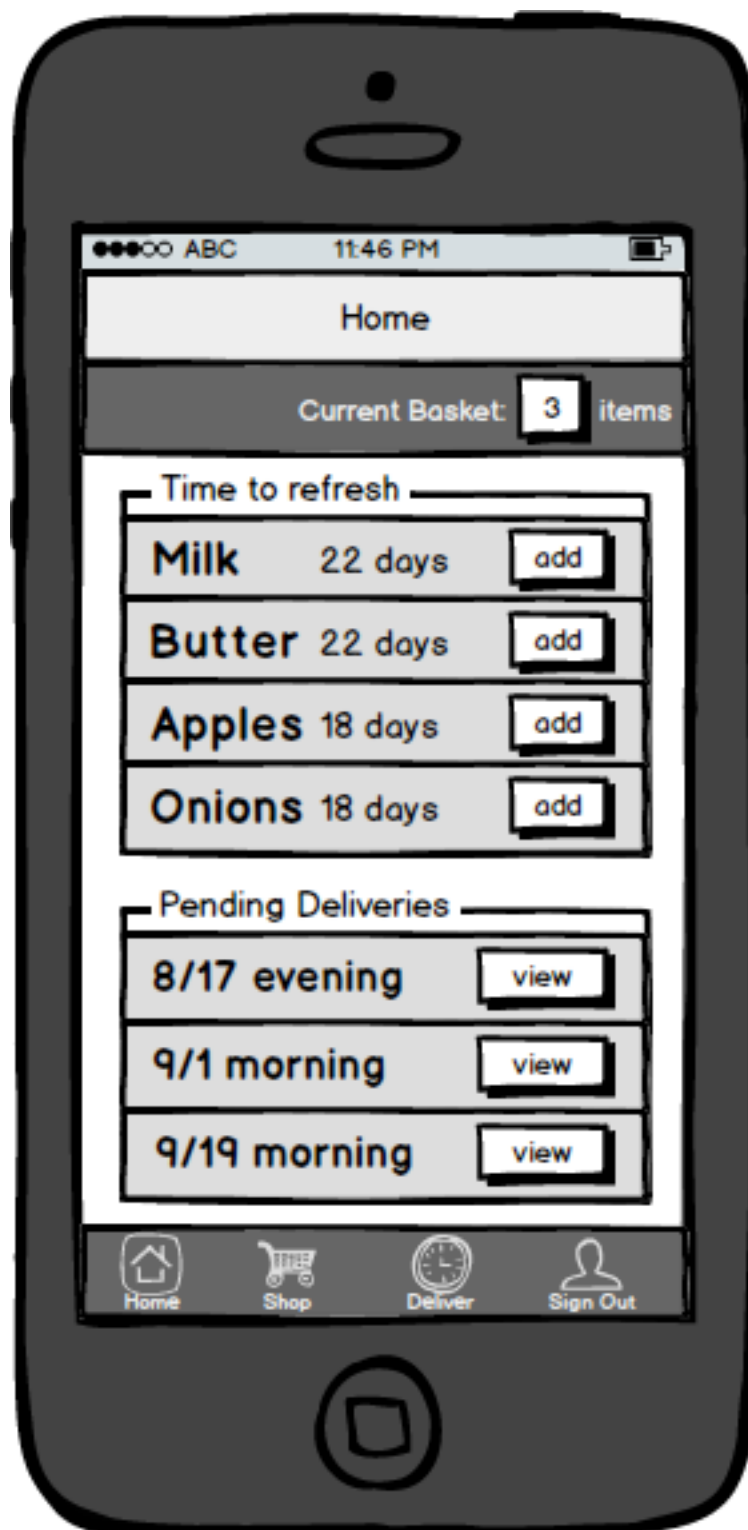 ABC 11:46 PM
Home
Current Basket: 3 items
Time to refresh
Milk 22 days add
Butter 22 days add
Apples 18 days add
Onions 18 days add
Pending Deliveries
8/17 evening view
9/1 morning view
9/19 morning view
Home Shop Deliver Sign Out